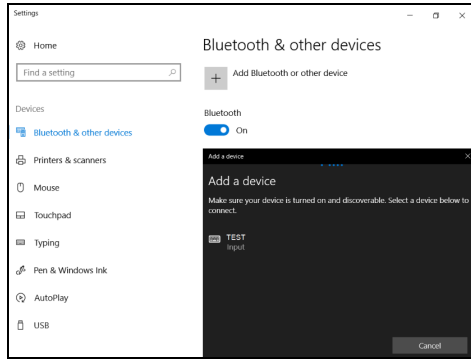 Settings
Home
Find a setting
Devices
Bluetooth & other devices
Printers & scanners
Mouse
Touchpad
Typing
Pen & Windows Ink
AutoPlay
USB
Bluetooth & other devices
Add Bluetooth or other device
Bluetooth
On
Add a device
Add a device
Make sure your device is turned on and discoverable. Select a device below to
connect.
TEST
Input
Cancel